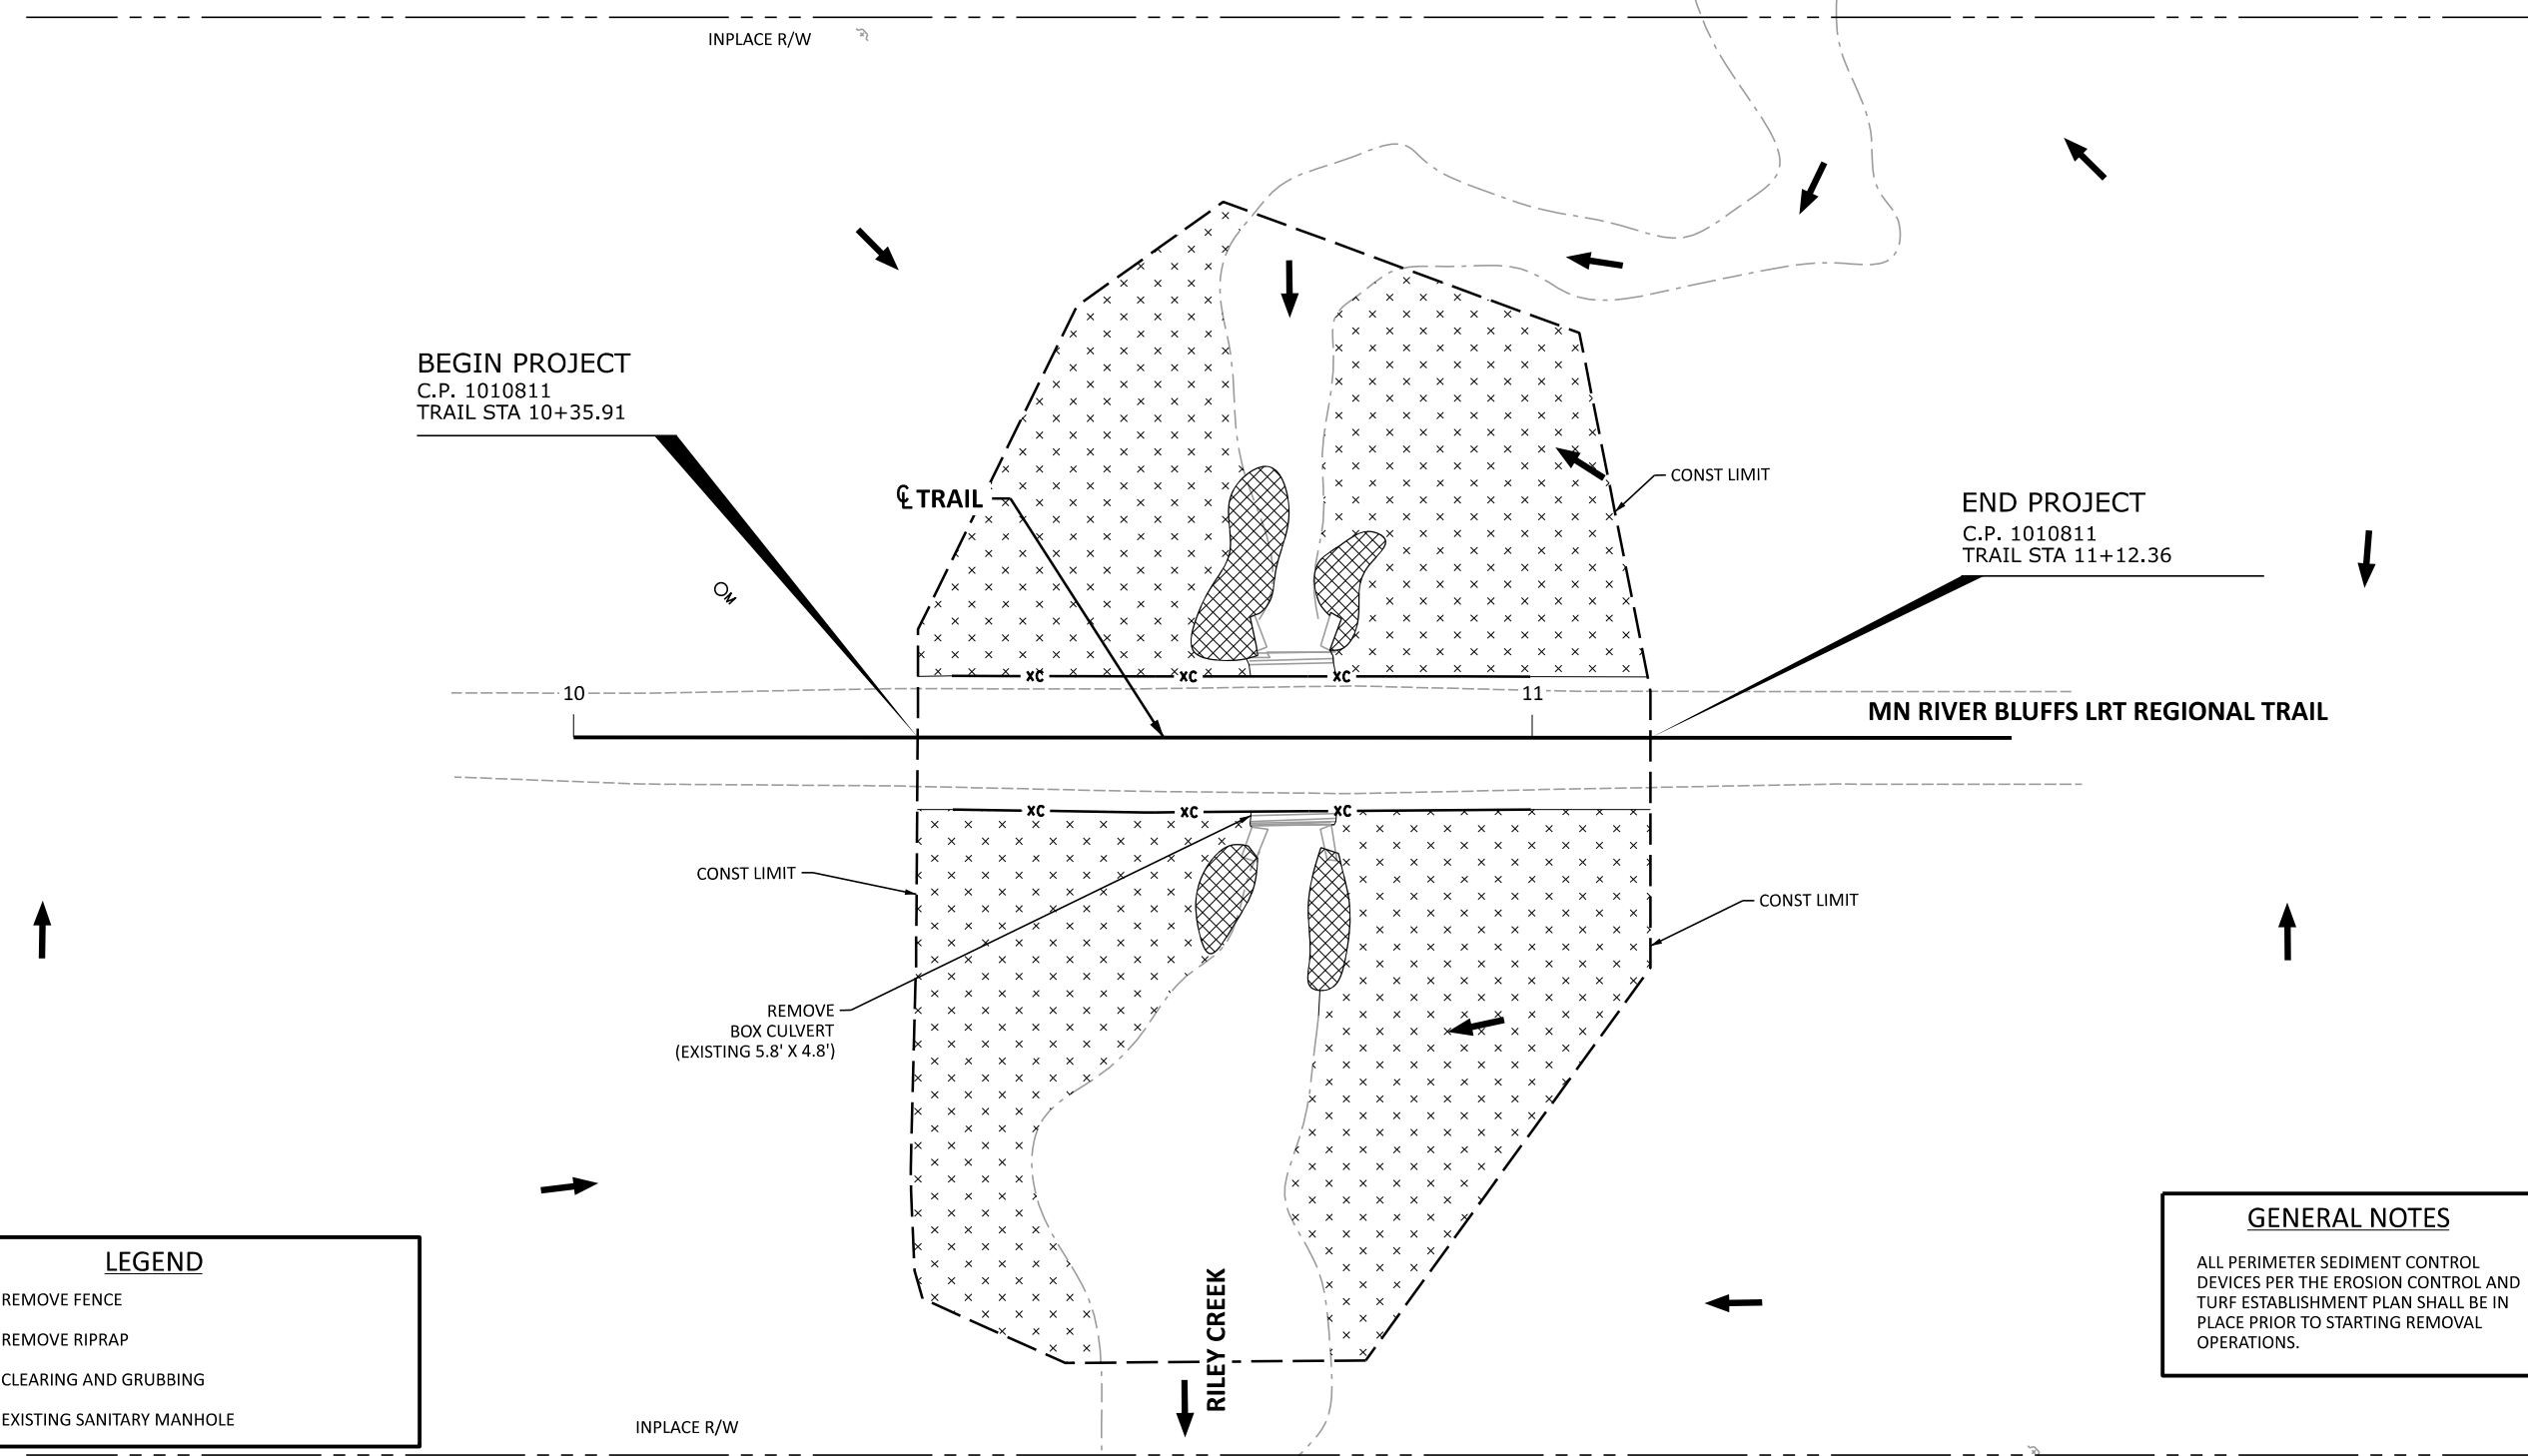 INPLACE R/W
BEGIN PROJECT
C.P. 1010811
TRAIL STA 10+35.91
℄ TRAIL
CONST LIMIT
END PROJECT
C.P. 1010811
TRAIL STA 11+12.36
M
xc xc xc
10
11
MN RIVER BLUFFS LRT REGIONAL TRAIL
xc xc xc
CONST LIMIT
CONST LIMIT
REMOVE
BOX CULVERT
(EXISTING 5.8' X 4.8')
RILEY CREEK
LEGEND
REMOVE FENCE
REMOVE RIPRAP
CLEARING AND GRUBBING
EXISTING SANITARY MANHOLE
GENERAL NOTES
ALL PERIMETER SEDIMENT CONTROL
DEVICES PER THE EROSION CONTROL AND
TURF ESTABLISHMENT PLAN SHALL BE IN
PLACE PRIOR TO STARTING REMOVAL
OPERATIONS.
INPLACE R/W